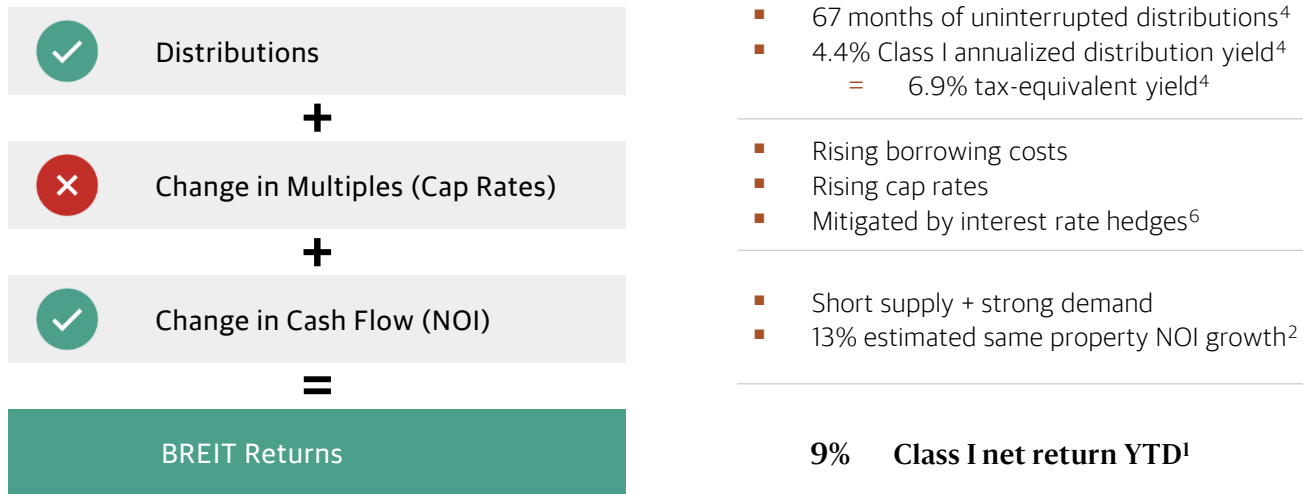 Distributions
▪ 67 months of uninterrupted distributions⁴
▪ 4.4% Class I annualized distribution yield⁴
= 6.9% tax-equivalent yield⁴
+
Change in Multiples (Cap Rates)
▪ Rising borrowing costs
▪ Rising cap rates
▪ Mitigated by interest rate hedges⁶
+
Change in Cash Flow (NOI)
▪ Short supply + strong demand
▪ 13% estimated same property NOI growth²
=
BREIT Returns
9% Class I net return YTD¹